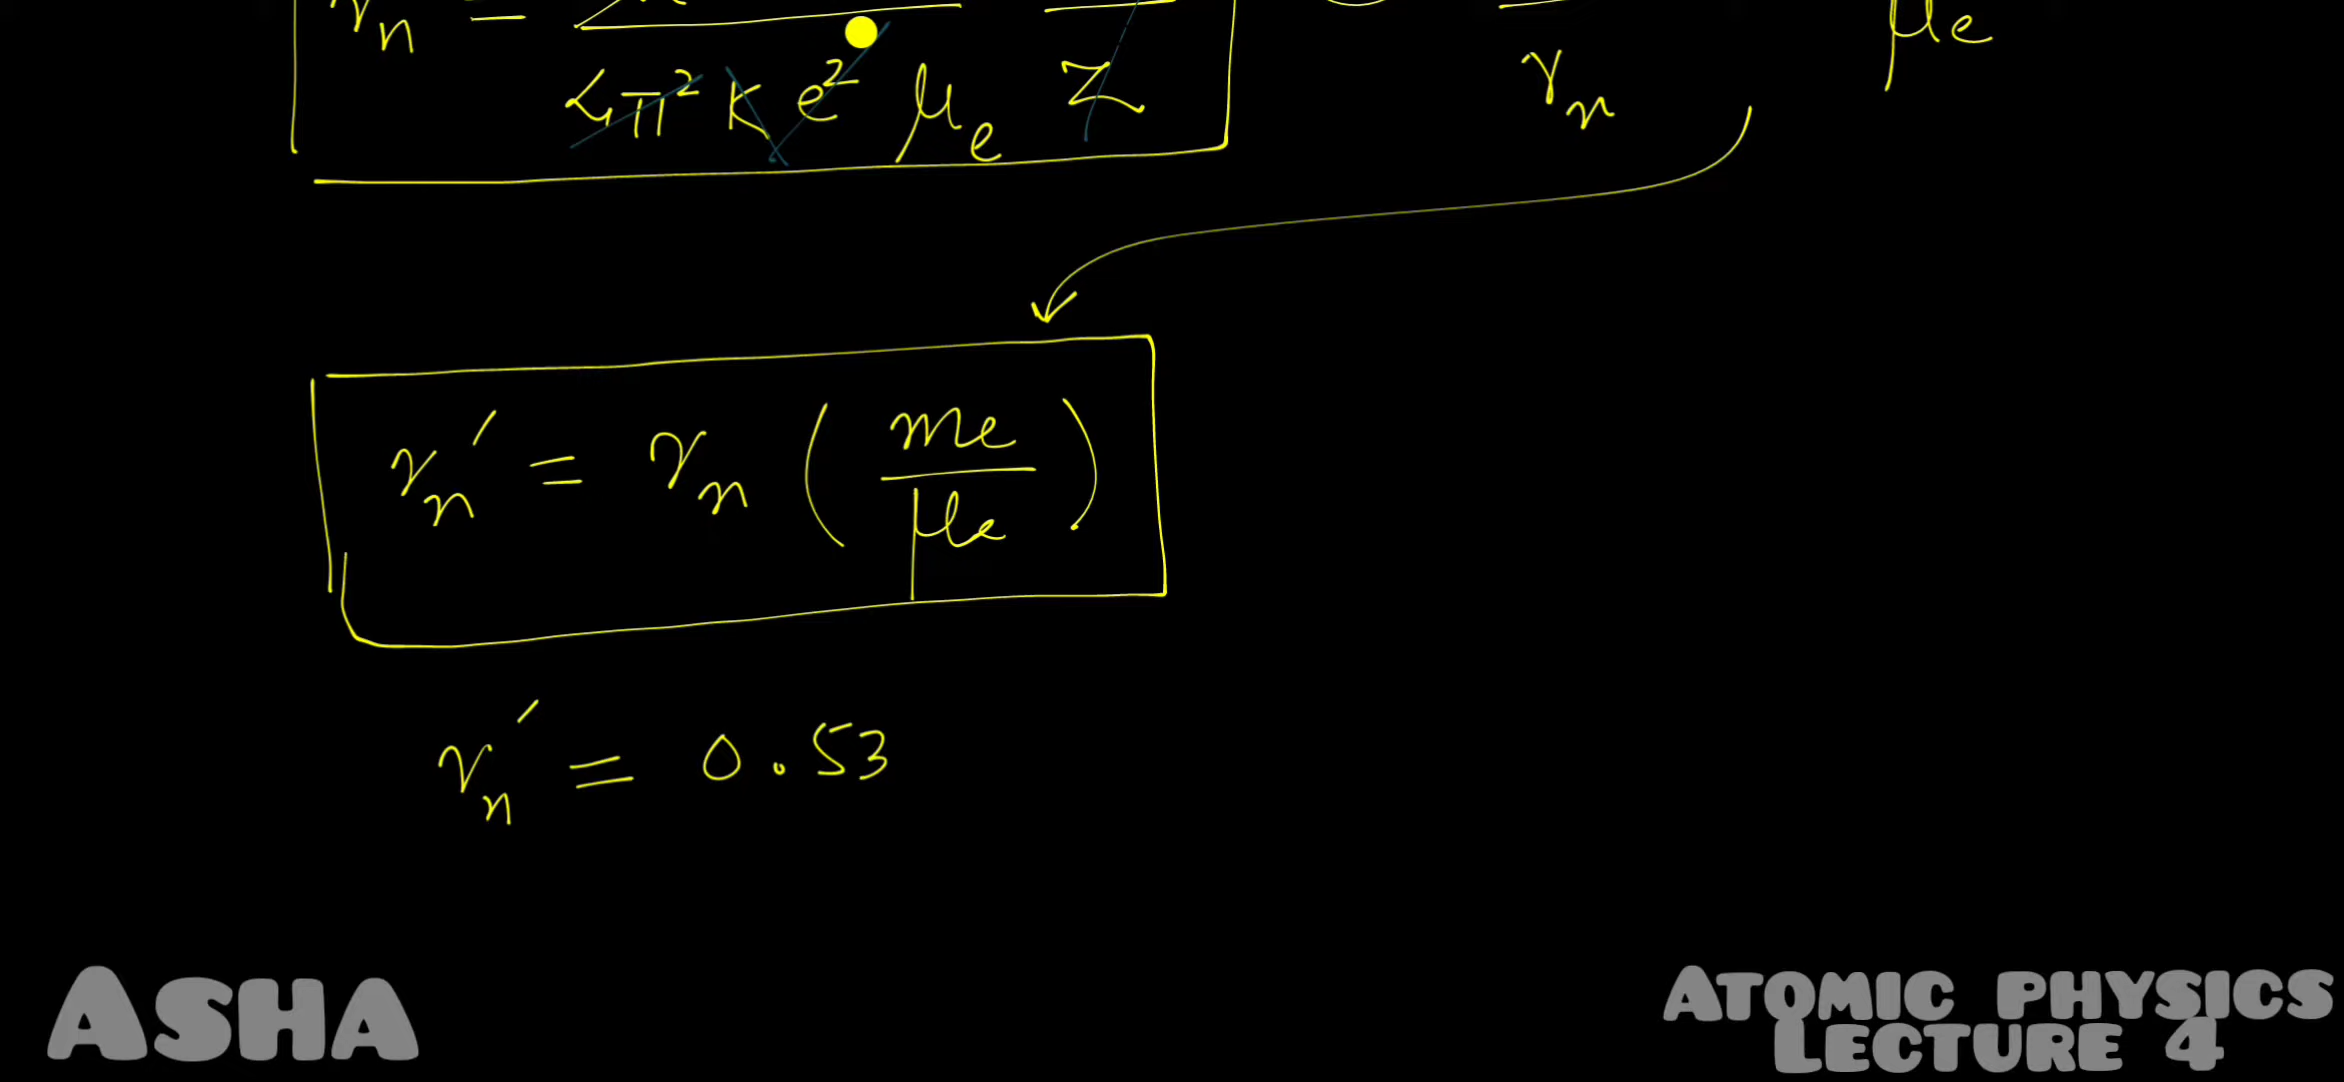 rₙ =
4π² K e² μₑ Z
rₙ
μₑ
rₙ′ = rₙ (mₑ / μₑ)
rₙ′ = 0.53
ASHA
ATOMIC PHYSICS
LECTURE 4